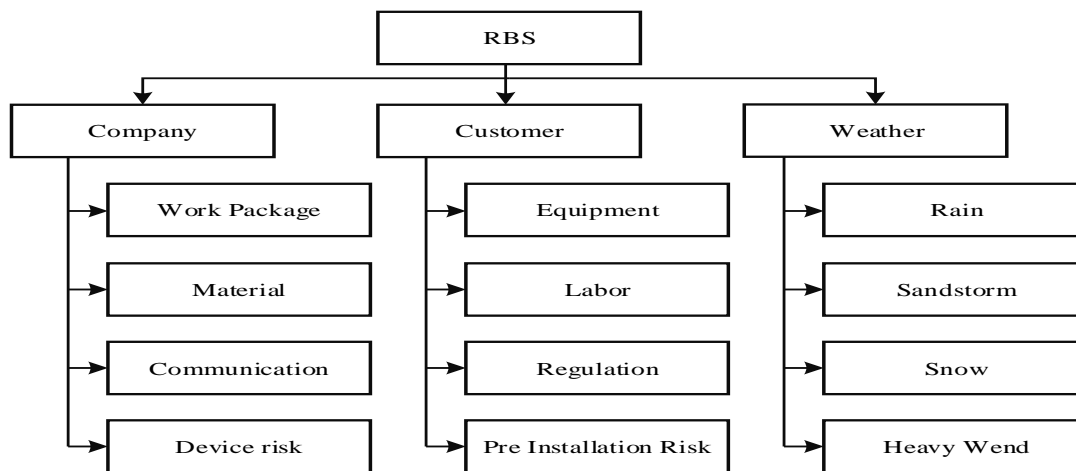 RBS
Company
Customer
Weather
Work Package
Equipment
Rain
Material
Labor
Sandstorm
Communication
Regulation
Snow
Device risk
Pre Installation Risk
Heavy Wend